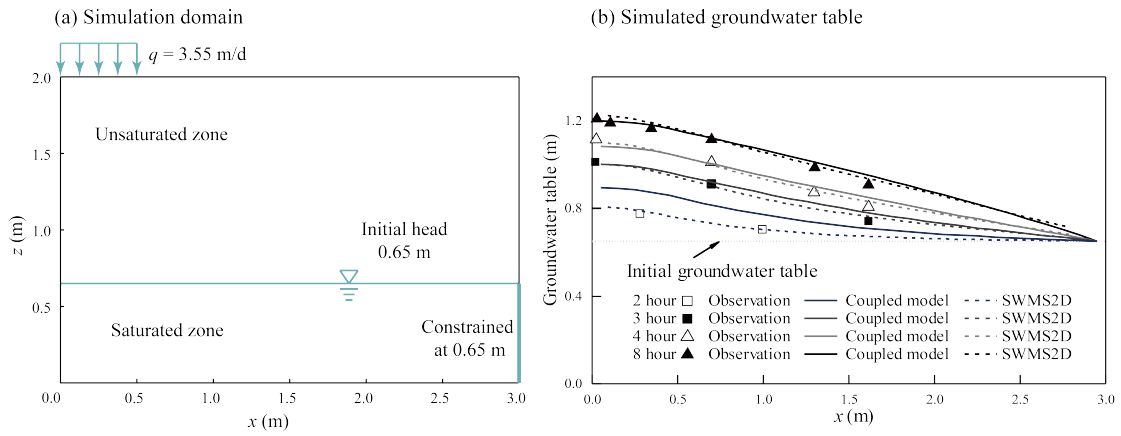 (a) Simulation domain
q = 3.55 m/d
2.0
1.5
1.0
0.5
z (m)
Unsaturated zone
Initial head
0.65 m
Saturated zone
Constrained
at 0.65 m
0.0 0.5 1.0 1.5 2.0 2.5 3.0
x (m)
(b) Simulated groundwater table
1.2
0.8
0.4
0.0
Groundwater table (m)
Initial groundwater table
2 hour Observation Coupled model SWMS2D
3 hour Observation Coupled model SWMS2D
4 hour Observation Coupled model SWMS2D
8 hour Observation Coupled model SWMS2D
0.0 0.5 1.0 1.5 2.0 2.5 3.0
x (m)